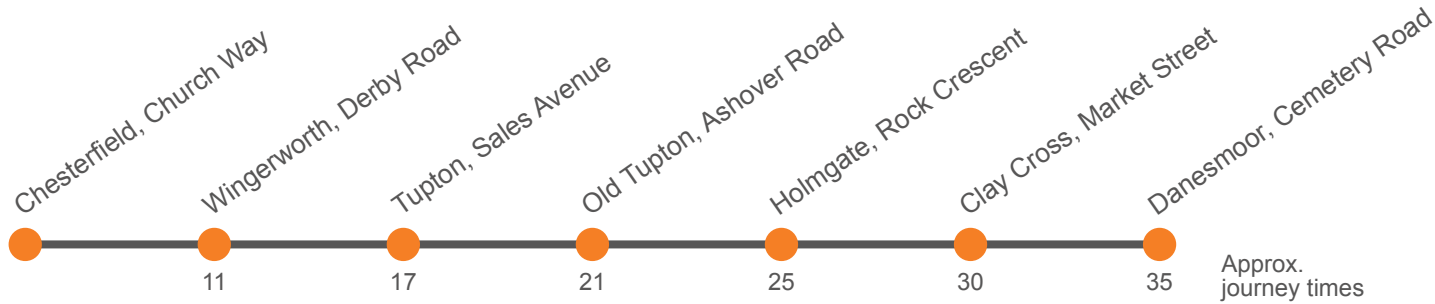 Chesterfield, Church Way
Wingerworth, Derby Road
Tupton, Sales Avenue
Old Tupton, Ashover Road
Holmgate, Rock Crescent
Clay Cross, Market Street
Danesmoor, Cemetery Road
11
17
21
25
30
35
Approx.
journey times